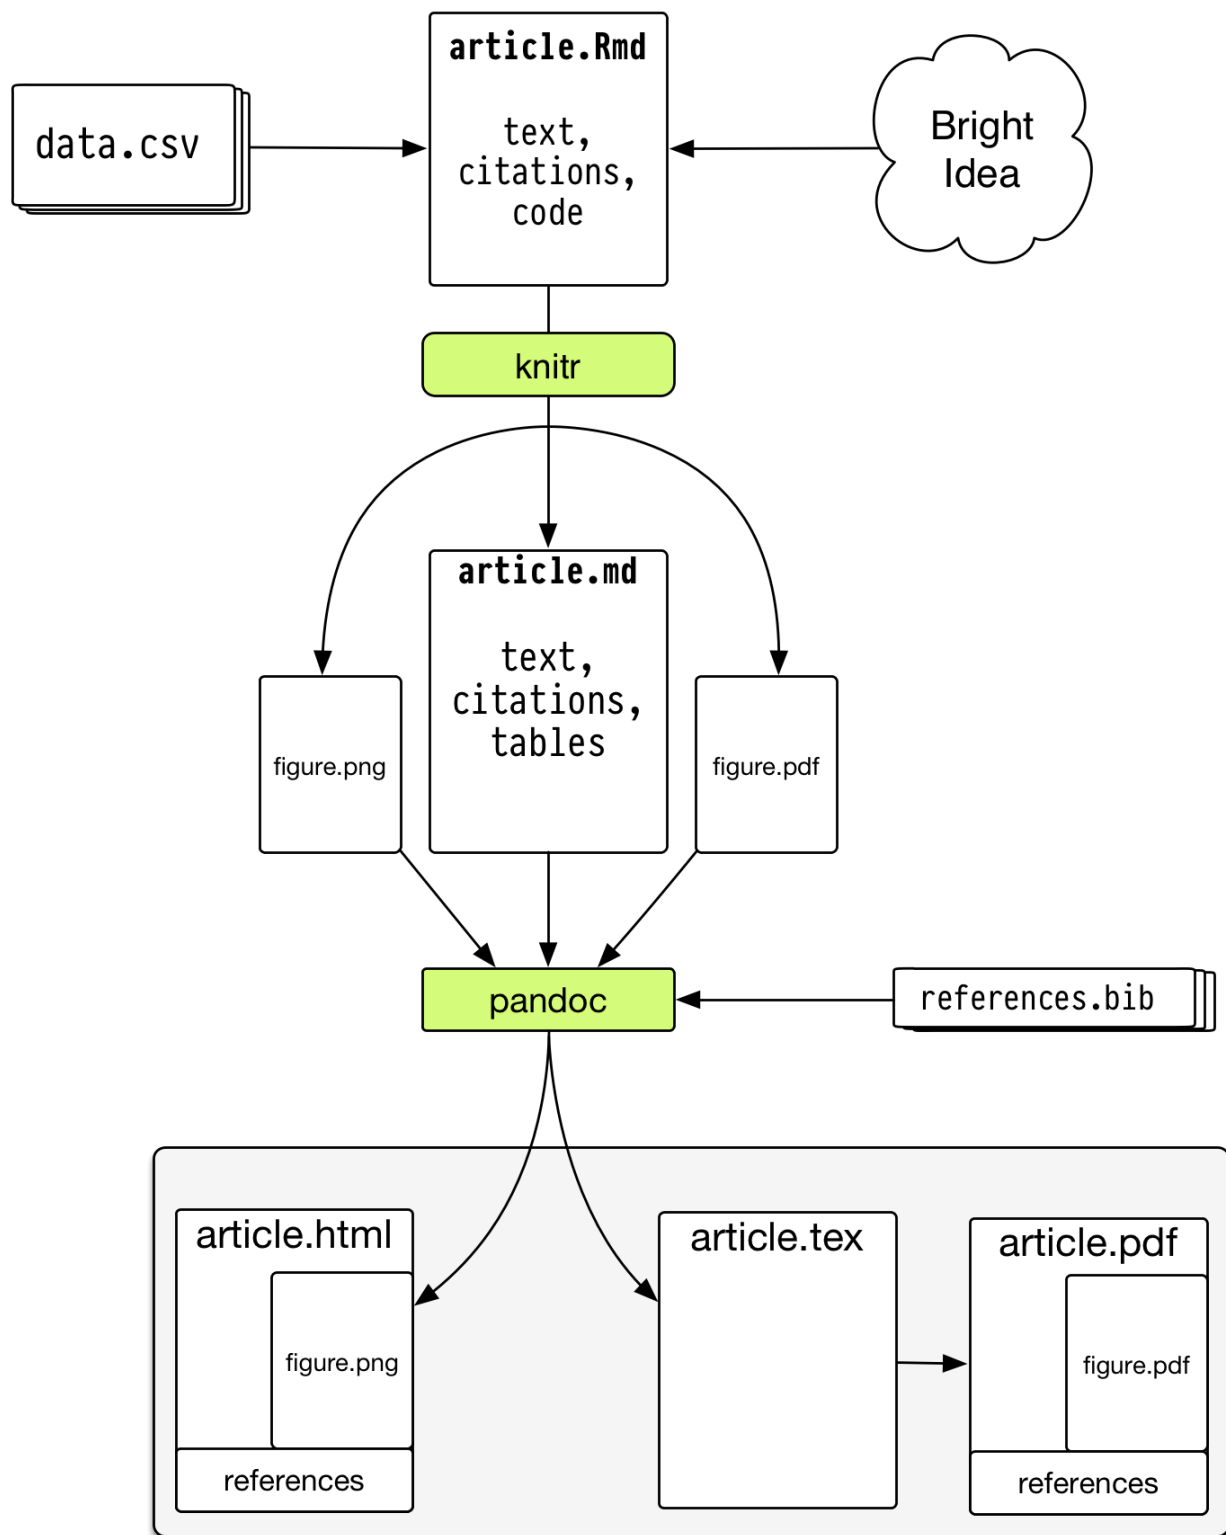 article.Rmd
text,
citations,
code
data.csv
Bright
Idea
knitr
article.md
text,
citations,
tables
figure.png
figure.pdf
pandoc
references.bib
article.html
figure.png
references
article.tex
article.pdf
figure.pdf
references